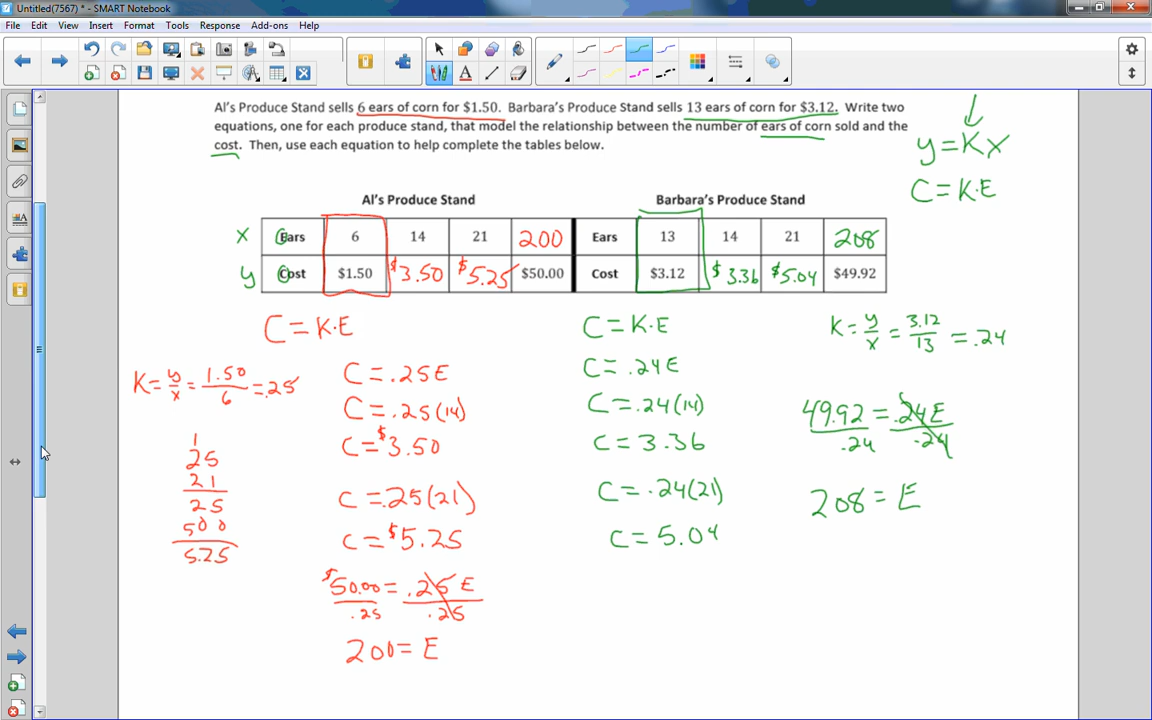 Untitled(7567) * - SMART Notebook
File Edit View Insert Format Tools Response Add-ons Help
Al's Produce Stand sells 6 ears of corn for $1.50. Barbara's Produce Stand sells 13 ears of corn for $3.12. Write two
equations, one for each produce stand, that model the relationship between the number of ears of corn sold and the
cost. Then, use each equation to help complete the tables below.
y = Kx
C = K·E
Al's Produce Stand Barbara's Produce Stand
x Ears 6 14 21 200 Ears 13 14 21 208
y Cost $1.50 $3.50 $5.25 $50.00 Cost $3.12 $3.36 $5.04 $49.92
C = K·E
K = y/x = 1.50/6 = .25
1
25
21
25
500
5.25
C = .25E
C = .25(14)
C = $3.50
C = .25(21)
C = $5.25
$50.00/.25 = .25E/.25
200 = E
C = K·E
C = .24E
C = .24(14)
C = 3.36
C = .24(21)
C = 5.04
K = y/x = 3.12/13 = .24
49.92/.24 = .24E/.24
208 = E